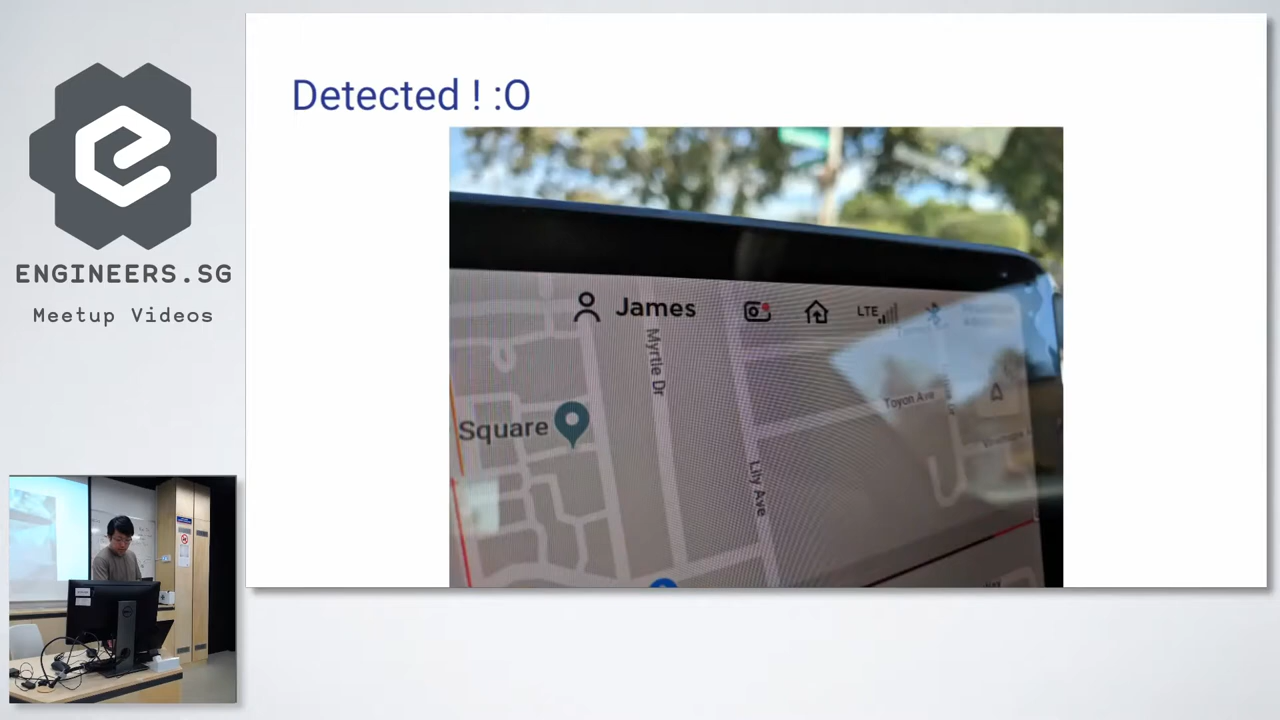 Detected ! :O
ENGINEERS.SG
Meetup Videos
James
LTE
Myrtle Dr
Square
Toyon Ave
Lily Ave